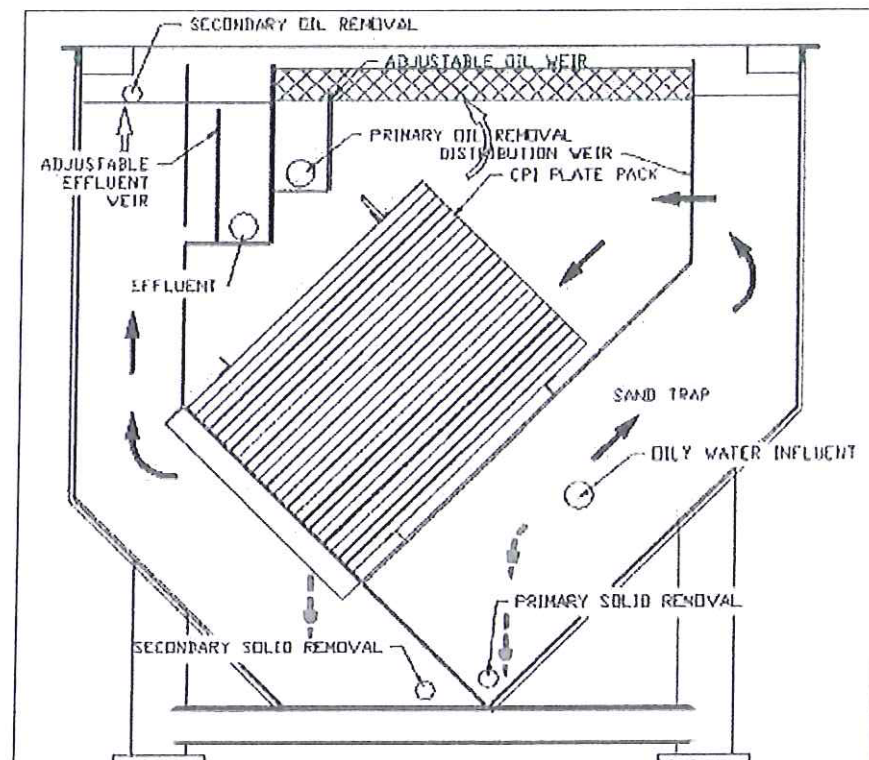 SECONDARY OIL REMOVAL
ADJUSTABLE OIL WEIR
PRIMARY OIL REMOVAL
DISTRIBUTION WEIR
CPI PLATE PACK
ADJUSTABLE
EFFLUENT
WEIR
EFFLUENT
SAND TRAP
OILY WATER INFLUENT
PRIMARY SOLID REMOVAL
SECONDARY SOLID REMOVAL